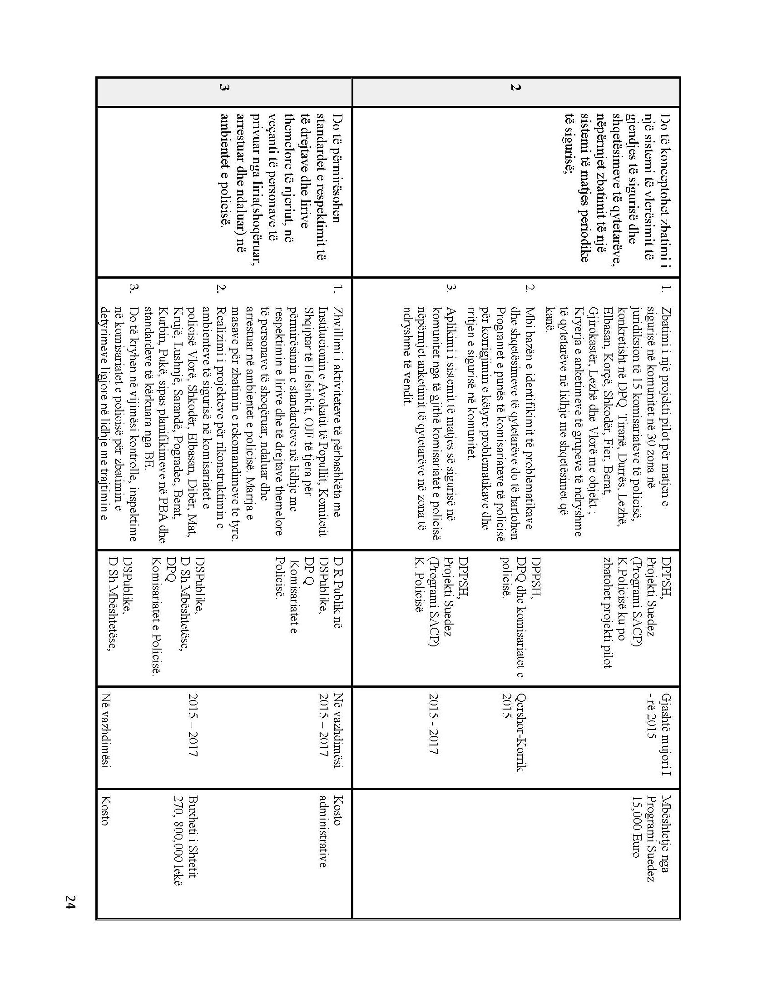 2
Do të konceptohet zbatimi i
një sistemi të vlerësimit të
gjendjes të sigurisë dhe
shqetësimeve të qytetarëve,
nëpërmjet zbatimit të një
sistemi të matjes periodike
të sigurisë;
1. Zbatimi i një projekti pilot për matjen e
sigurisë në komunitet në 30 zona në
juridiksion të 15 komisariateve të policisë,
konkretisht në DPQ Tiranë, Durrës, Lezhë,
Elbasan, Korçë, Shkodër, Fier, Berat,
Gjirokastër, Lezhë dhe Vlorë me objekt ;
Kryerja e anketimeve të grupeve të ndryshme
të qytetarëve në lidhje me shqetësimet që
kanë.
2. Mbi bazën e identifikimit të problematikave
dhe shqetësimeve të qytetarëve do të hartohen
Programet e punës të komisariateve të policisë
për korrigjimin e këtyre problematikave dhe
rritjen e sigurisë në komunitet.
3. Aplikimi i sistemit të matjes së sigurisë në
komunitet nga të gjithë komisariatet e policisë
nëpërmjet anketimit të qytetarëve në zona të
ndryshme të vendit.
DPPSH,
Projekti Suedez
(Programi SACP)
K.Policisë ku po
zbatohet projekti pilot
DPPSH,
DPQ dhe komisariatet e
policisë.
DPPSH,
Projekti Suedez
(Programi SACP)
K. Policisë
Gjashtë mujori I
- rë 2015
Qershor-Korrik
2015
2015 - 2017
Mbështetje nga
Programi Suedez
15,000 Euro
3
Do të përmirësohen
standardet e respektimit të
të drejtave dhe lirive
themelore të njeriut, në
veçanti të personave të
privuar nga liria(shoqëruar,
arrestuar dhe ndaluar) në
ambientet e policisë.
1. Zhvillimi i aktiviteteve të përbashkëta me
Institucionin e Avokatit të Popullit, Komitetit
Shqiptar të Helsinkit, OJF të tjera për
përmirësimin e standardeve në lidhje me
respektimin e lirive dhe të drejtave themelore
të personave të shoqëruar, ndaluar dhe
arrestuar në ambientet e policisë. Marrja e
masave për zbatimin e rekomandimeve te tyre.
2. Realizimi i projekteve për rikonstruktimin e
ambienteve të sigurisë në komisariatet e
policisë Vlorë, Shkodër, Elbasan, Dibër, Mat,
Krujë, Lushnjë, Sarandë, Pogradec, Berat,
Kurbin, Pukë, sipas planifikimeve në PBA dhe
standardeve të kërkuara nga BE.
3. Do të kryhen në vijimësi kontrolle, inspektime
në komisariatet e policisë për zbatimin e
detyrimeve ligjore në lidhje me trajtimin e
D R Publik në
DSPublike,
DP Q
Komisariatet e
Policisë.
DSPublike,
D Sh Mbështetëse,
DPQ
Komisariatet e Policisë.
DSPublike,
D Sh Mbështetëse,
Në vazhdimësi
2015 – 2017
2015 – 2017
Në vazhdimësi
Kosto
administrative
Buxheti i Shtetit
270, 800,000 lekë
Kosto
24